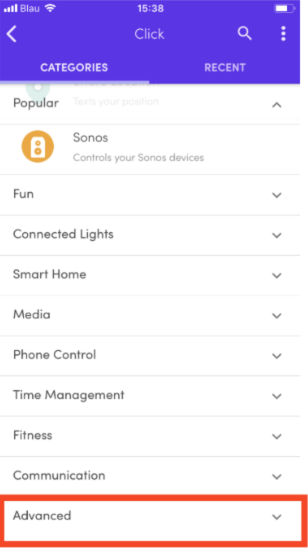 Blau 15:38
Click
CATEGORIES RECENT
Popular
Texts your position
Sonos
Controls your Sonos devices
Fun
Connected Lights
Smart Home
Media
Phone Control
Time Management
Fitness
Communication
Advanced